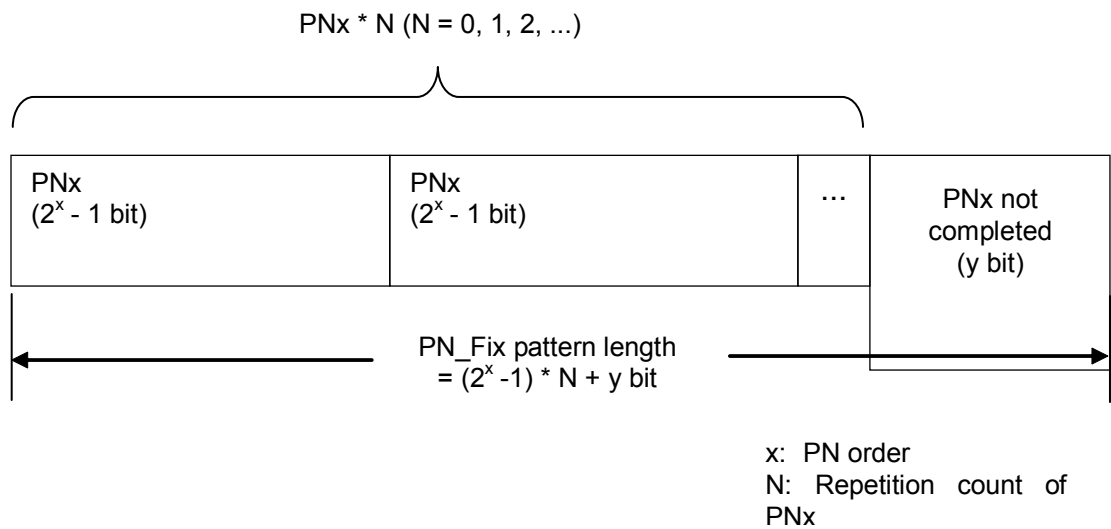 PNx * N (N = 0, 1, 2, ...)
PNx
(2^x - 1 bit)
PNx
(2^x - 1 bit)
...
PNx not
completed
(y bit)
PN_Fix pattern length
= (2^x -1) * N + y bit
x: PN order
N: Repetition count of
PNx